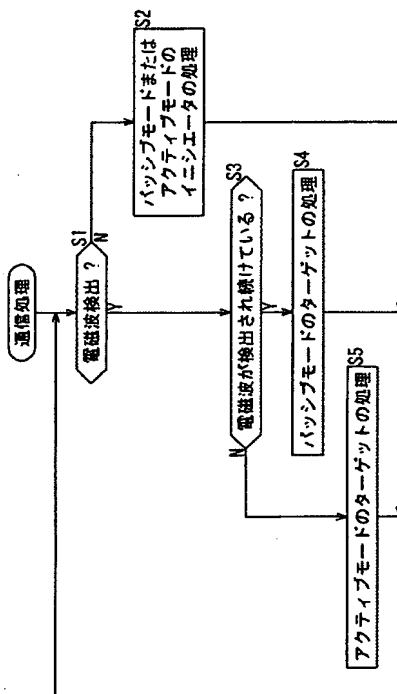 通信処理
電磁波検出？
S1
N
Y
S2
パッシブモードまたは
アクティブモードの
イニシエータの処理
電磁波が検出され続けている？
S3
N
Y
パッシブモードのターゲットの処理
S4
アクティブモードのターゲットの処理
S5